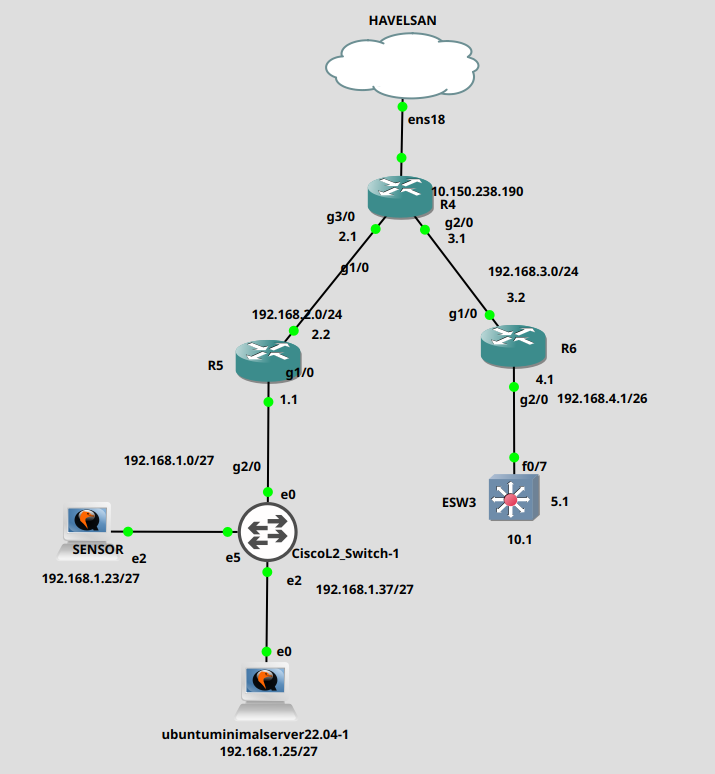 HAVELSAN
ens18
10.150.238.190
R4
g3/0
g2/0
2.1
3.1
g1/0
192.168.3.0/24
3.2
192.168.2.0/24
g1/0
2.2
R6
R5
g1/0
4.1
1.1
g2/0
192.168.4.1/26
192.168.1.0/27
g2/0
f0/7
e0
ESW3
5.1
10.1
SENSOR
e2
e5
CiscoL2_Switch-1
192.168.1.23/27
e2
192.168.1.37/27
e0
ubuntuminimalserver22.04-1
192.168.1.25/27